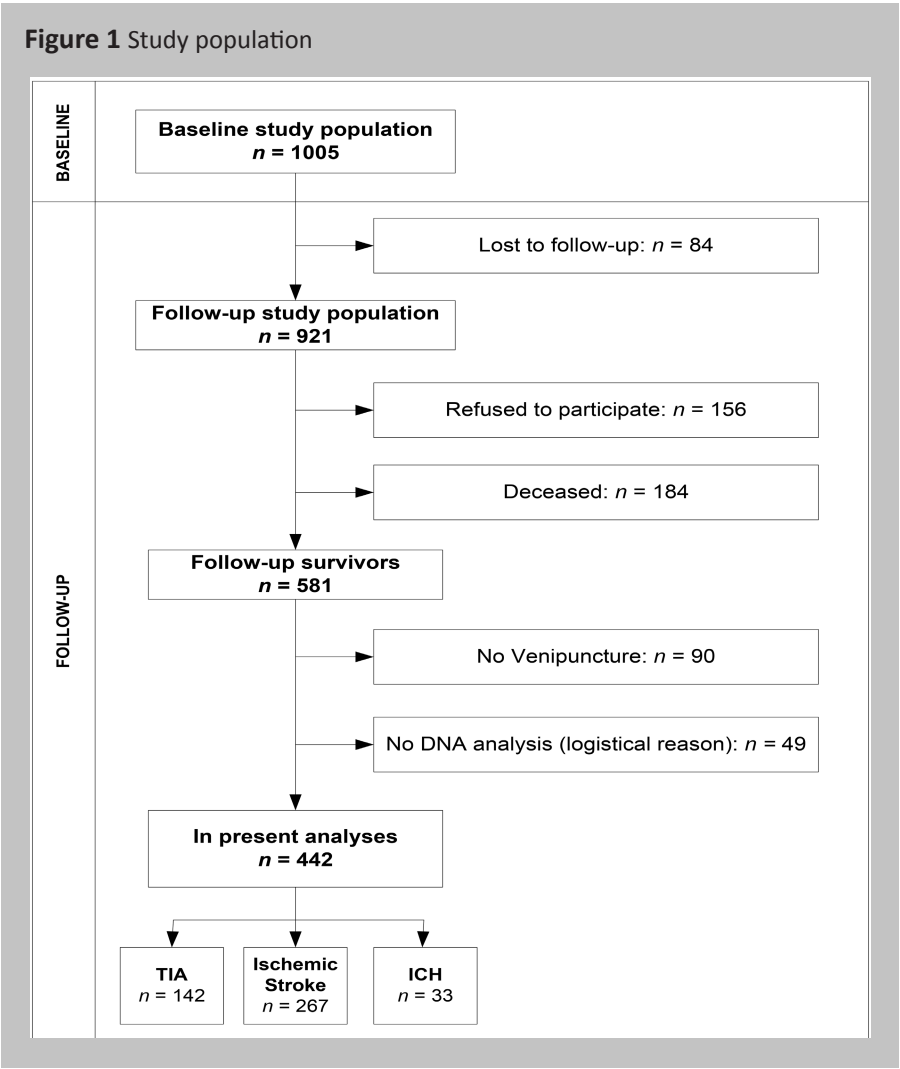 Figure 1 Study population
BASELINE
Baseline study population
n = 1005
Lost to follow-up: n = 84
FOLLOW-UP
Follow-up study population
n = 921
Refused to participate: n = 156
Deceased: n = 184
Follow-up survivors
n = 581
No Venipuncture: n = 90
No DNA analysis (logistical reason): n = 49
In present analyses
n = 442
TIA
n = 142
Ischemic
Stroke
n = 267
ICH
n = 33